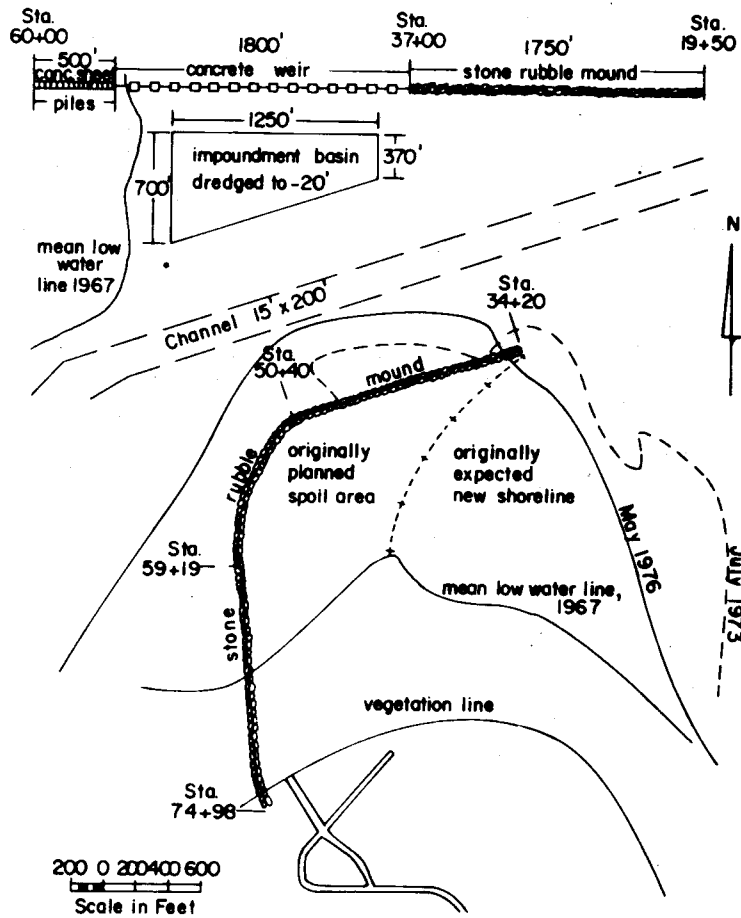 Sta.
60+00
Sta.
37+00
Sta.
19+50
500'
1800'
1750'
conc. sheet
piles
concrete weir
stone rubble mound
1250'
impoundment basin
dredged to -20'
370'
700'
mean low
water
line 1967
N
Channel 15' x 200'
Sta.
34+20
Sta.
50+40
mound
rubble
stone
originally
planned
spoil area
originally
expected
new shoreline
Sta.
59+19
May 1976
July 1973
mean low water line,
1967
vegetation line
Sta.
74+98
200 0 200 400 600
Scale in Feet